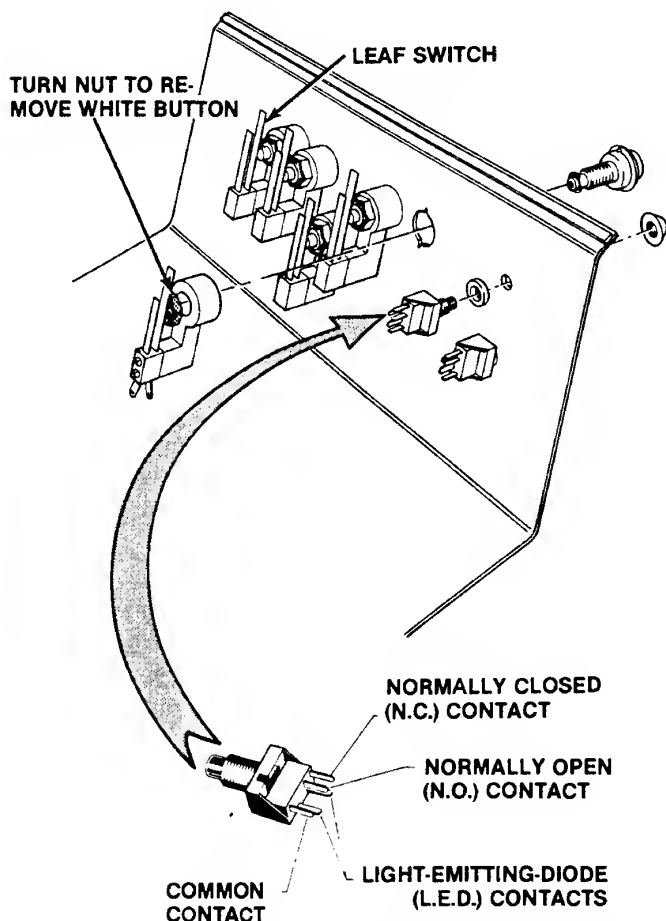 LEAF SWITCH
TURN NUT TO RE-
MOVE WHITE BUTTON
NORMALLY CLOSED
(N.C.) CONTACT
NORMALLY OPEN
(N.O.) CONTACT
LIGHT-EMITTING-DIODE
(L.E.D.) CONTACTS
COMMON
CONTACT